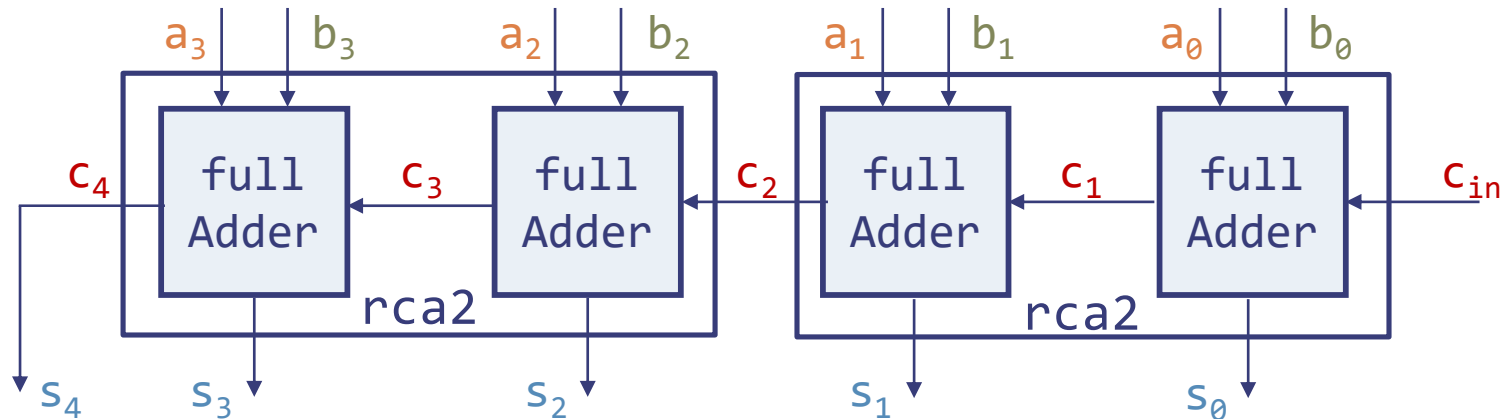 a3 b3 a2 b2 a1 b1 a0 b0
c4 full Adder c3 full Adder c2 full Adder c1 full Adder cin
rca2 rca2
s4 s3 s2 s1 s0